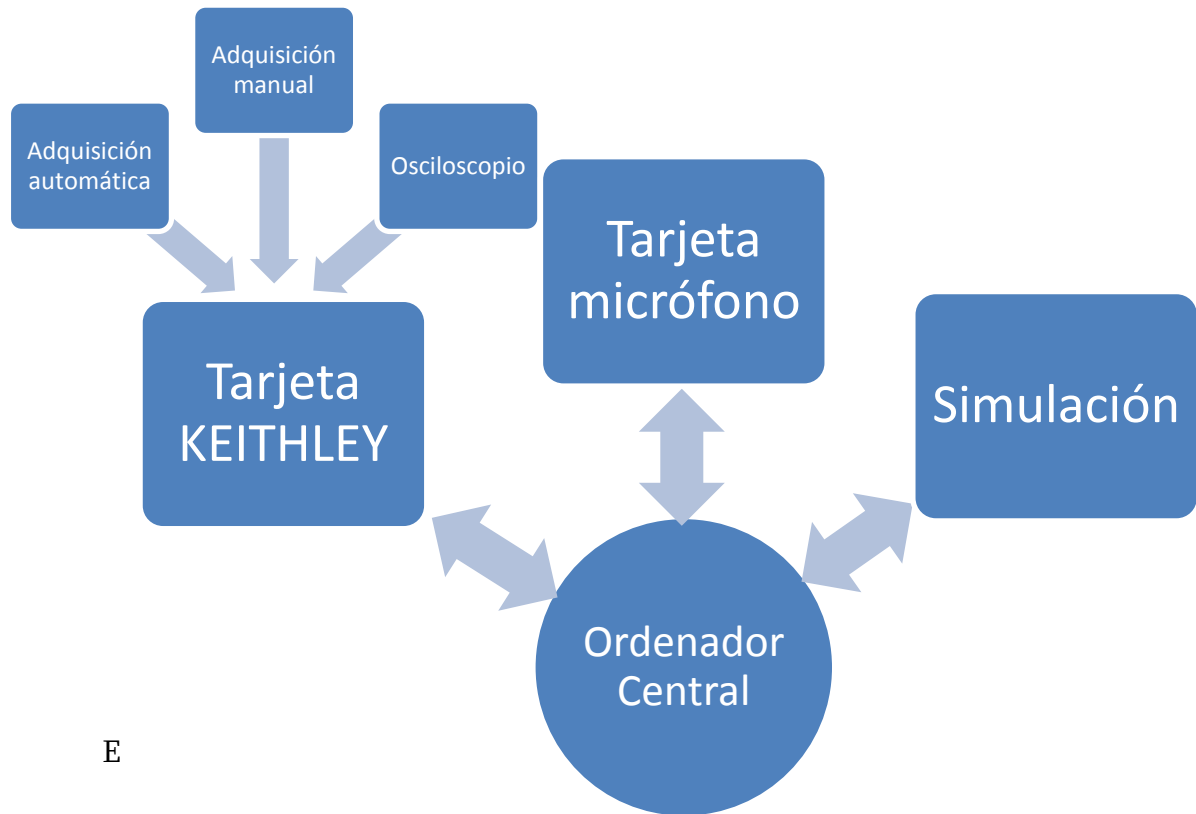 Adquisición
manual
Adquisición
automática
Osciloscopio
Tarjeta
micrófono
Tarjeta
KEITHLEY
Simulación
Ordenador
Central
E